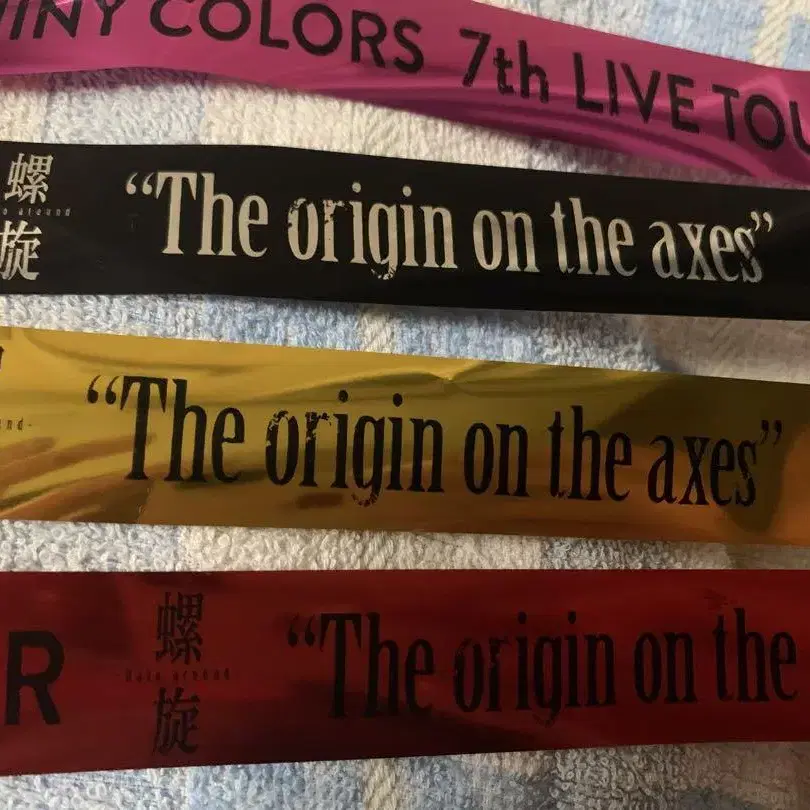 INY COLORS 7th LIVE TOU
螺旋 “The origin on the axes”
“The origin on the axes”
R 螺旋 “The origin on the